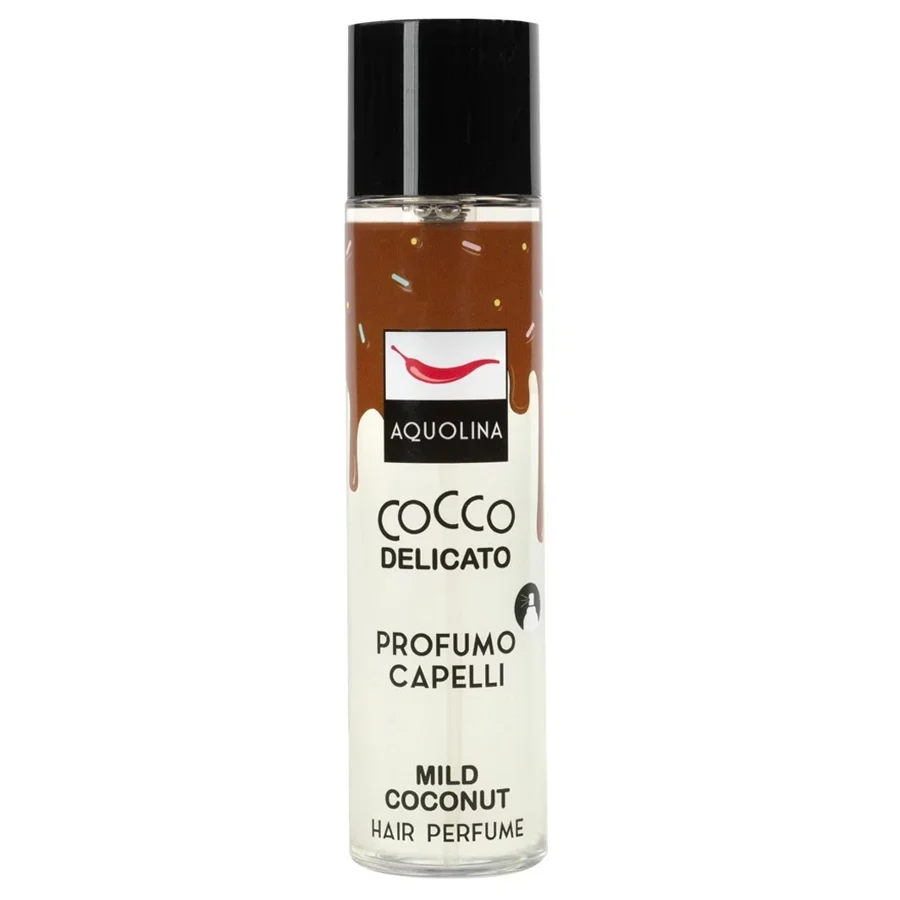 AQUOLINA
COCCO
DELICATO
PROFUMO
CAPELLI
MILD
COCONUT
HAIR PERFUME